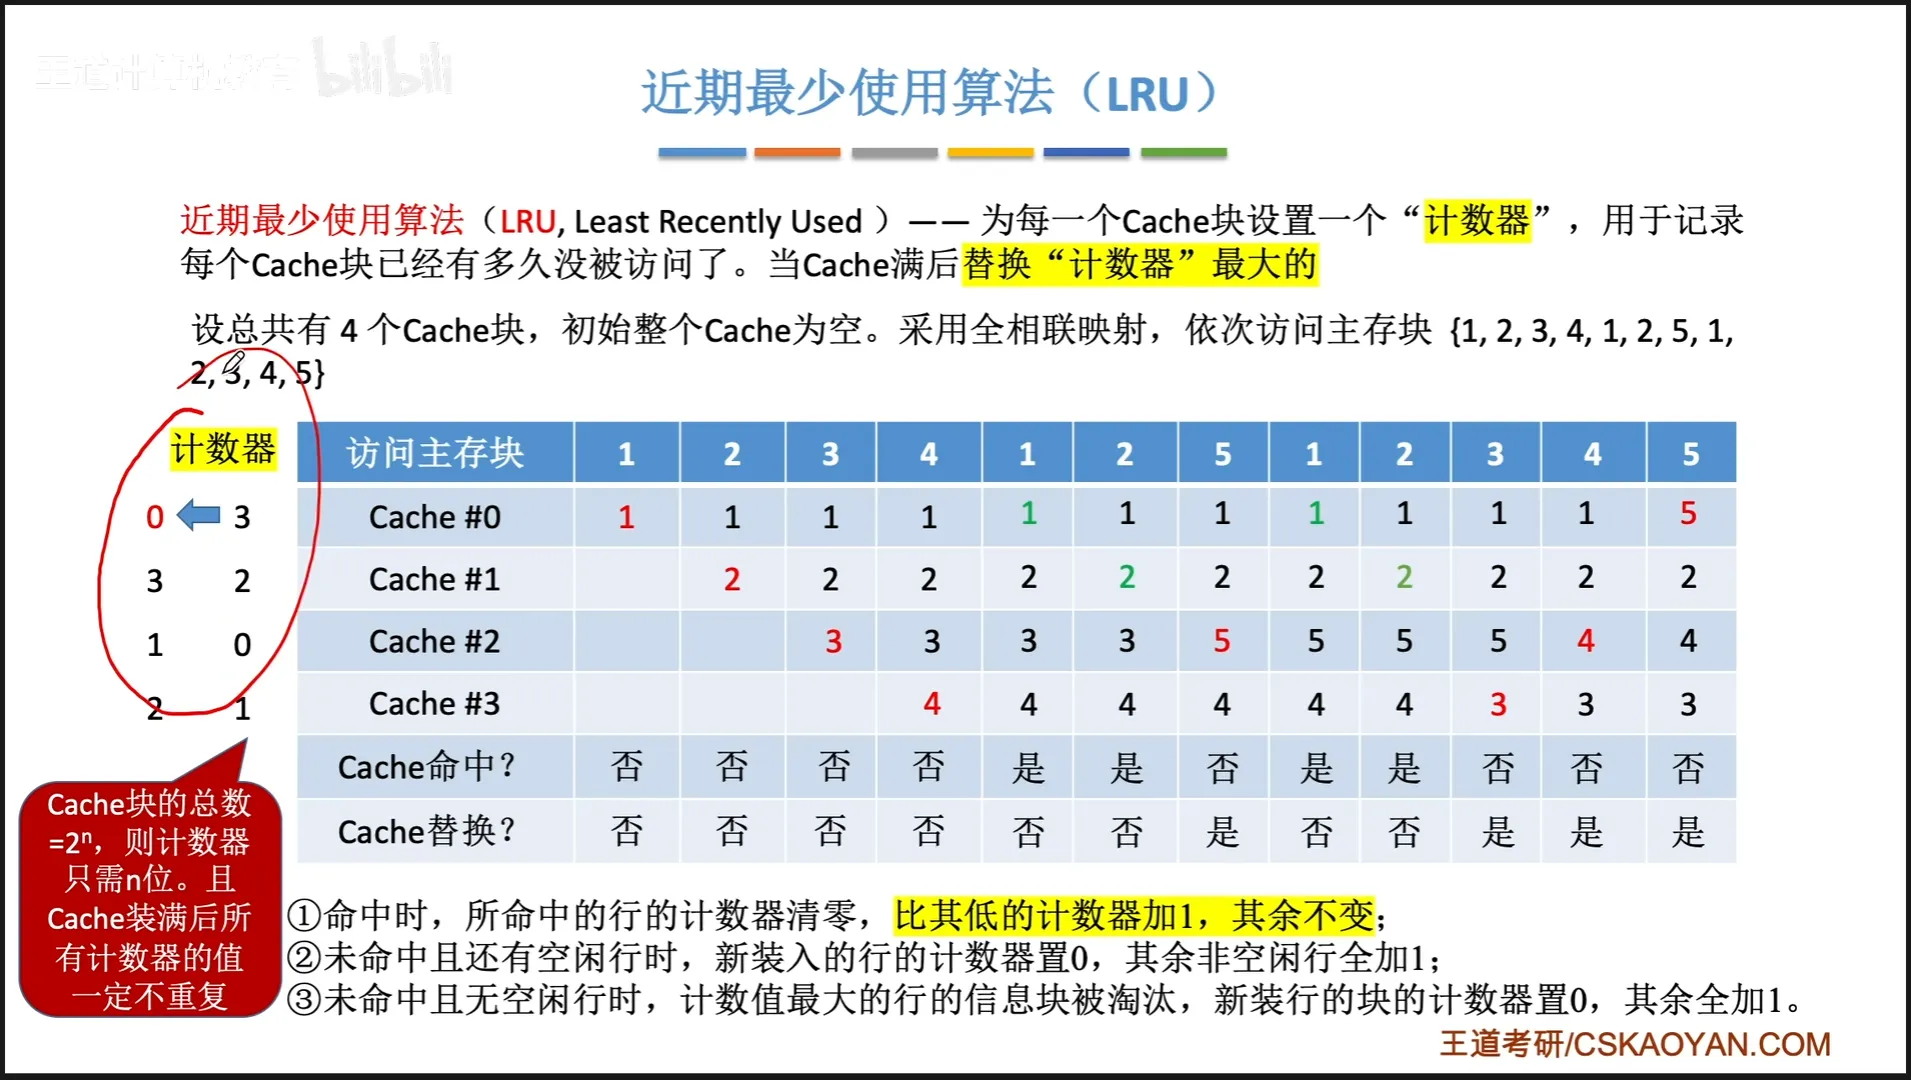 王道计算机教育 bilibili
近期最少使用算法（LRU）
近期最少使用算法（LRU, Least Recently Used ）—— 为每一个Cache块设置一个“计数器”，用于记录
每个Cache块已经有多久没被访问了。当Cache满后替换“计数器”最大的
设总共有 4 个Cache块，初始整个Cache为空。采用全相联映射，依次访问主存块 {1, 2, 3, 4, 1, 2, 5, 1,
2, 3, 4, 5}
计数器 访问主存块 1 2 3 4 1 2 5 1 2 3 4 5
0 3 Cache #0 1 1 1 1 1 1 1 1 1 1 1 5
3 2 Cache #1 2 2 2 2 2 2 2 2 2 2 2
1 0 Cache #2 3 3 3 3 5 5 5 5 4 4
2 1 Cache #3 4 4 4 4 4 4 3 3 3
Cache命中？ 否 否 否 否 是 是 否 是 是 否 否 否
Cache替换？ 否 否 否 否 否 否 是 否 否 是 是 是
Cache块的总数
=2ⁿ，则计数器
只需n位。且
Cache装满后所
有计数器的值
一定不重复
①命中时，所命中的行的计数器清零，比其低的计数器加1，其余不变；
②未命中且还有空闲行时，新装入的行的计数器置0，其余非空闲行全加1；
③未命中且无空闲行时，计数值最大的行的信息块被淘汰，新装行的块的计数器置0，其余全加1。
王道考研/CSKAOYAN.COM